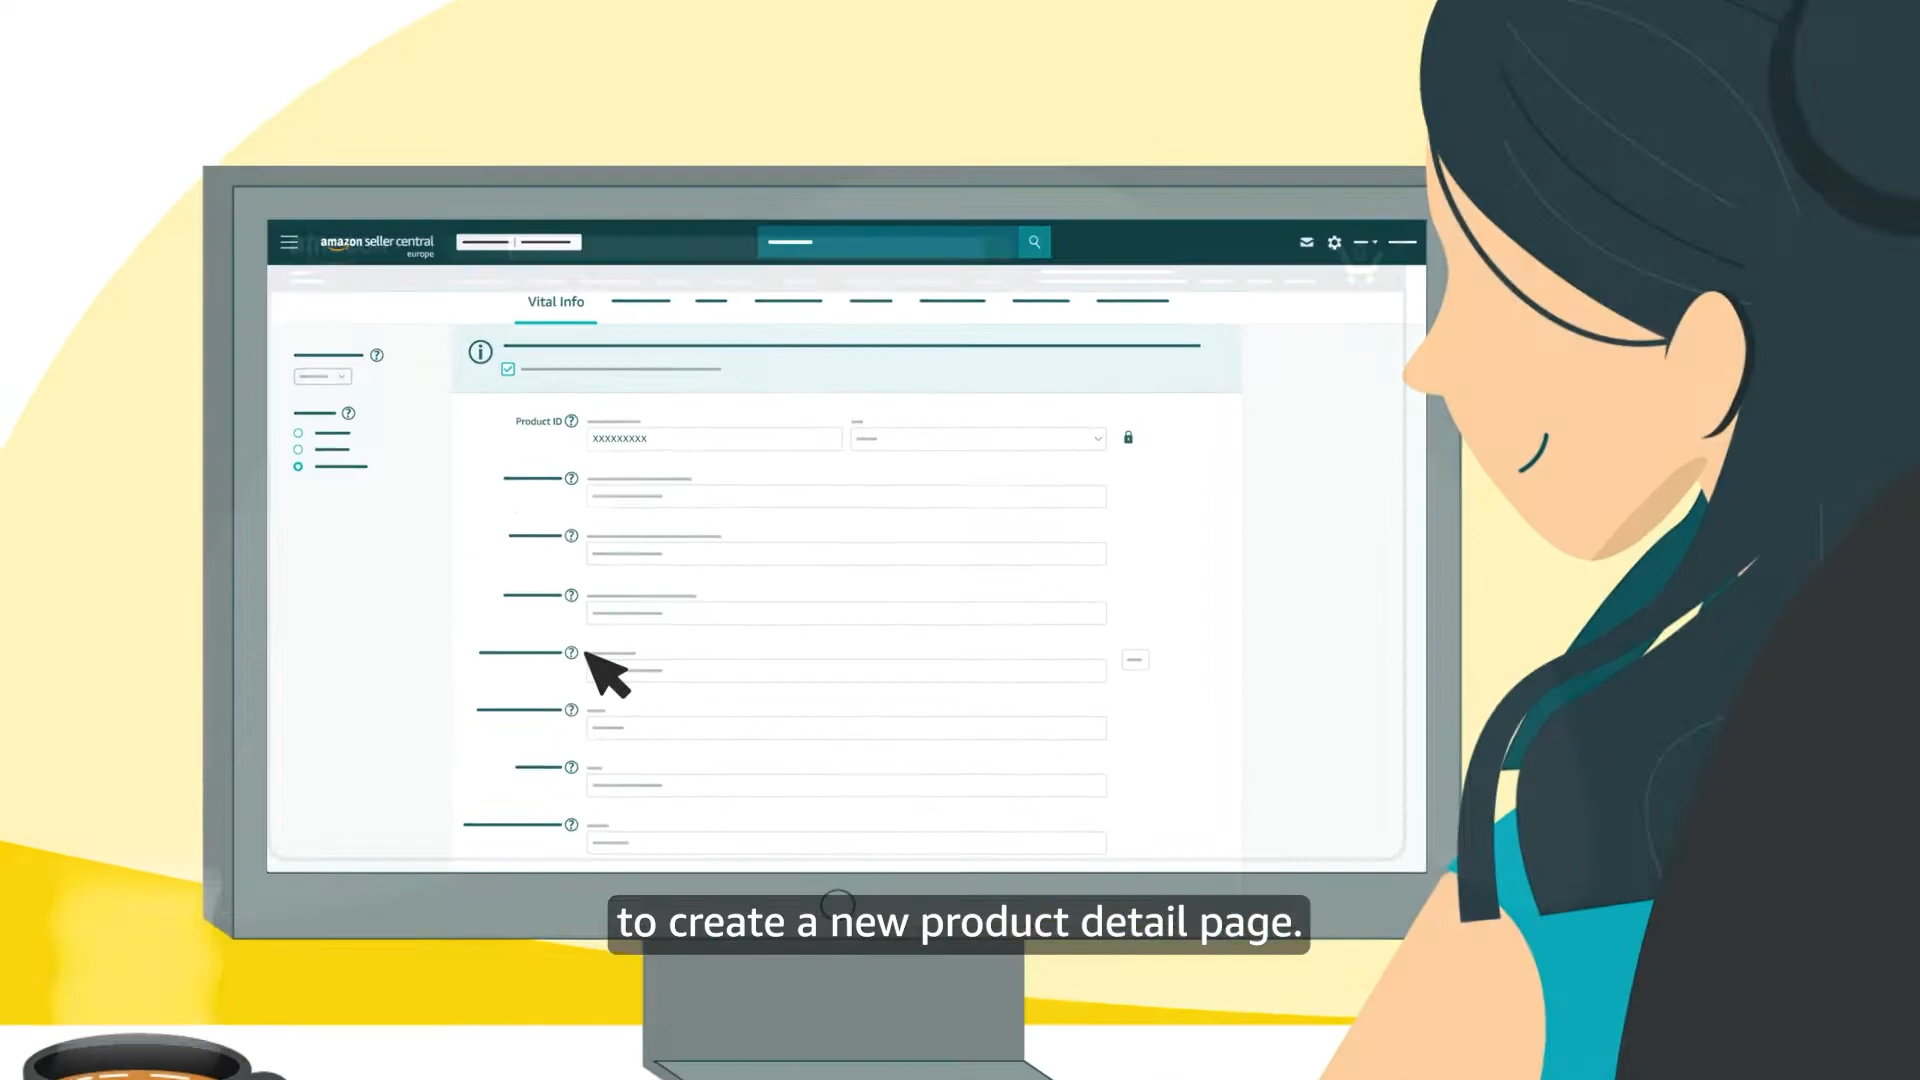 amazon seller central
europe
Vital Info
Product ID
XXXXXXXXX
to create a new product detail page.